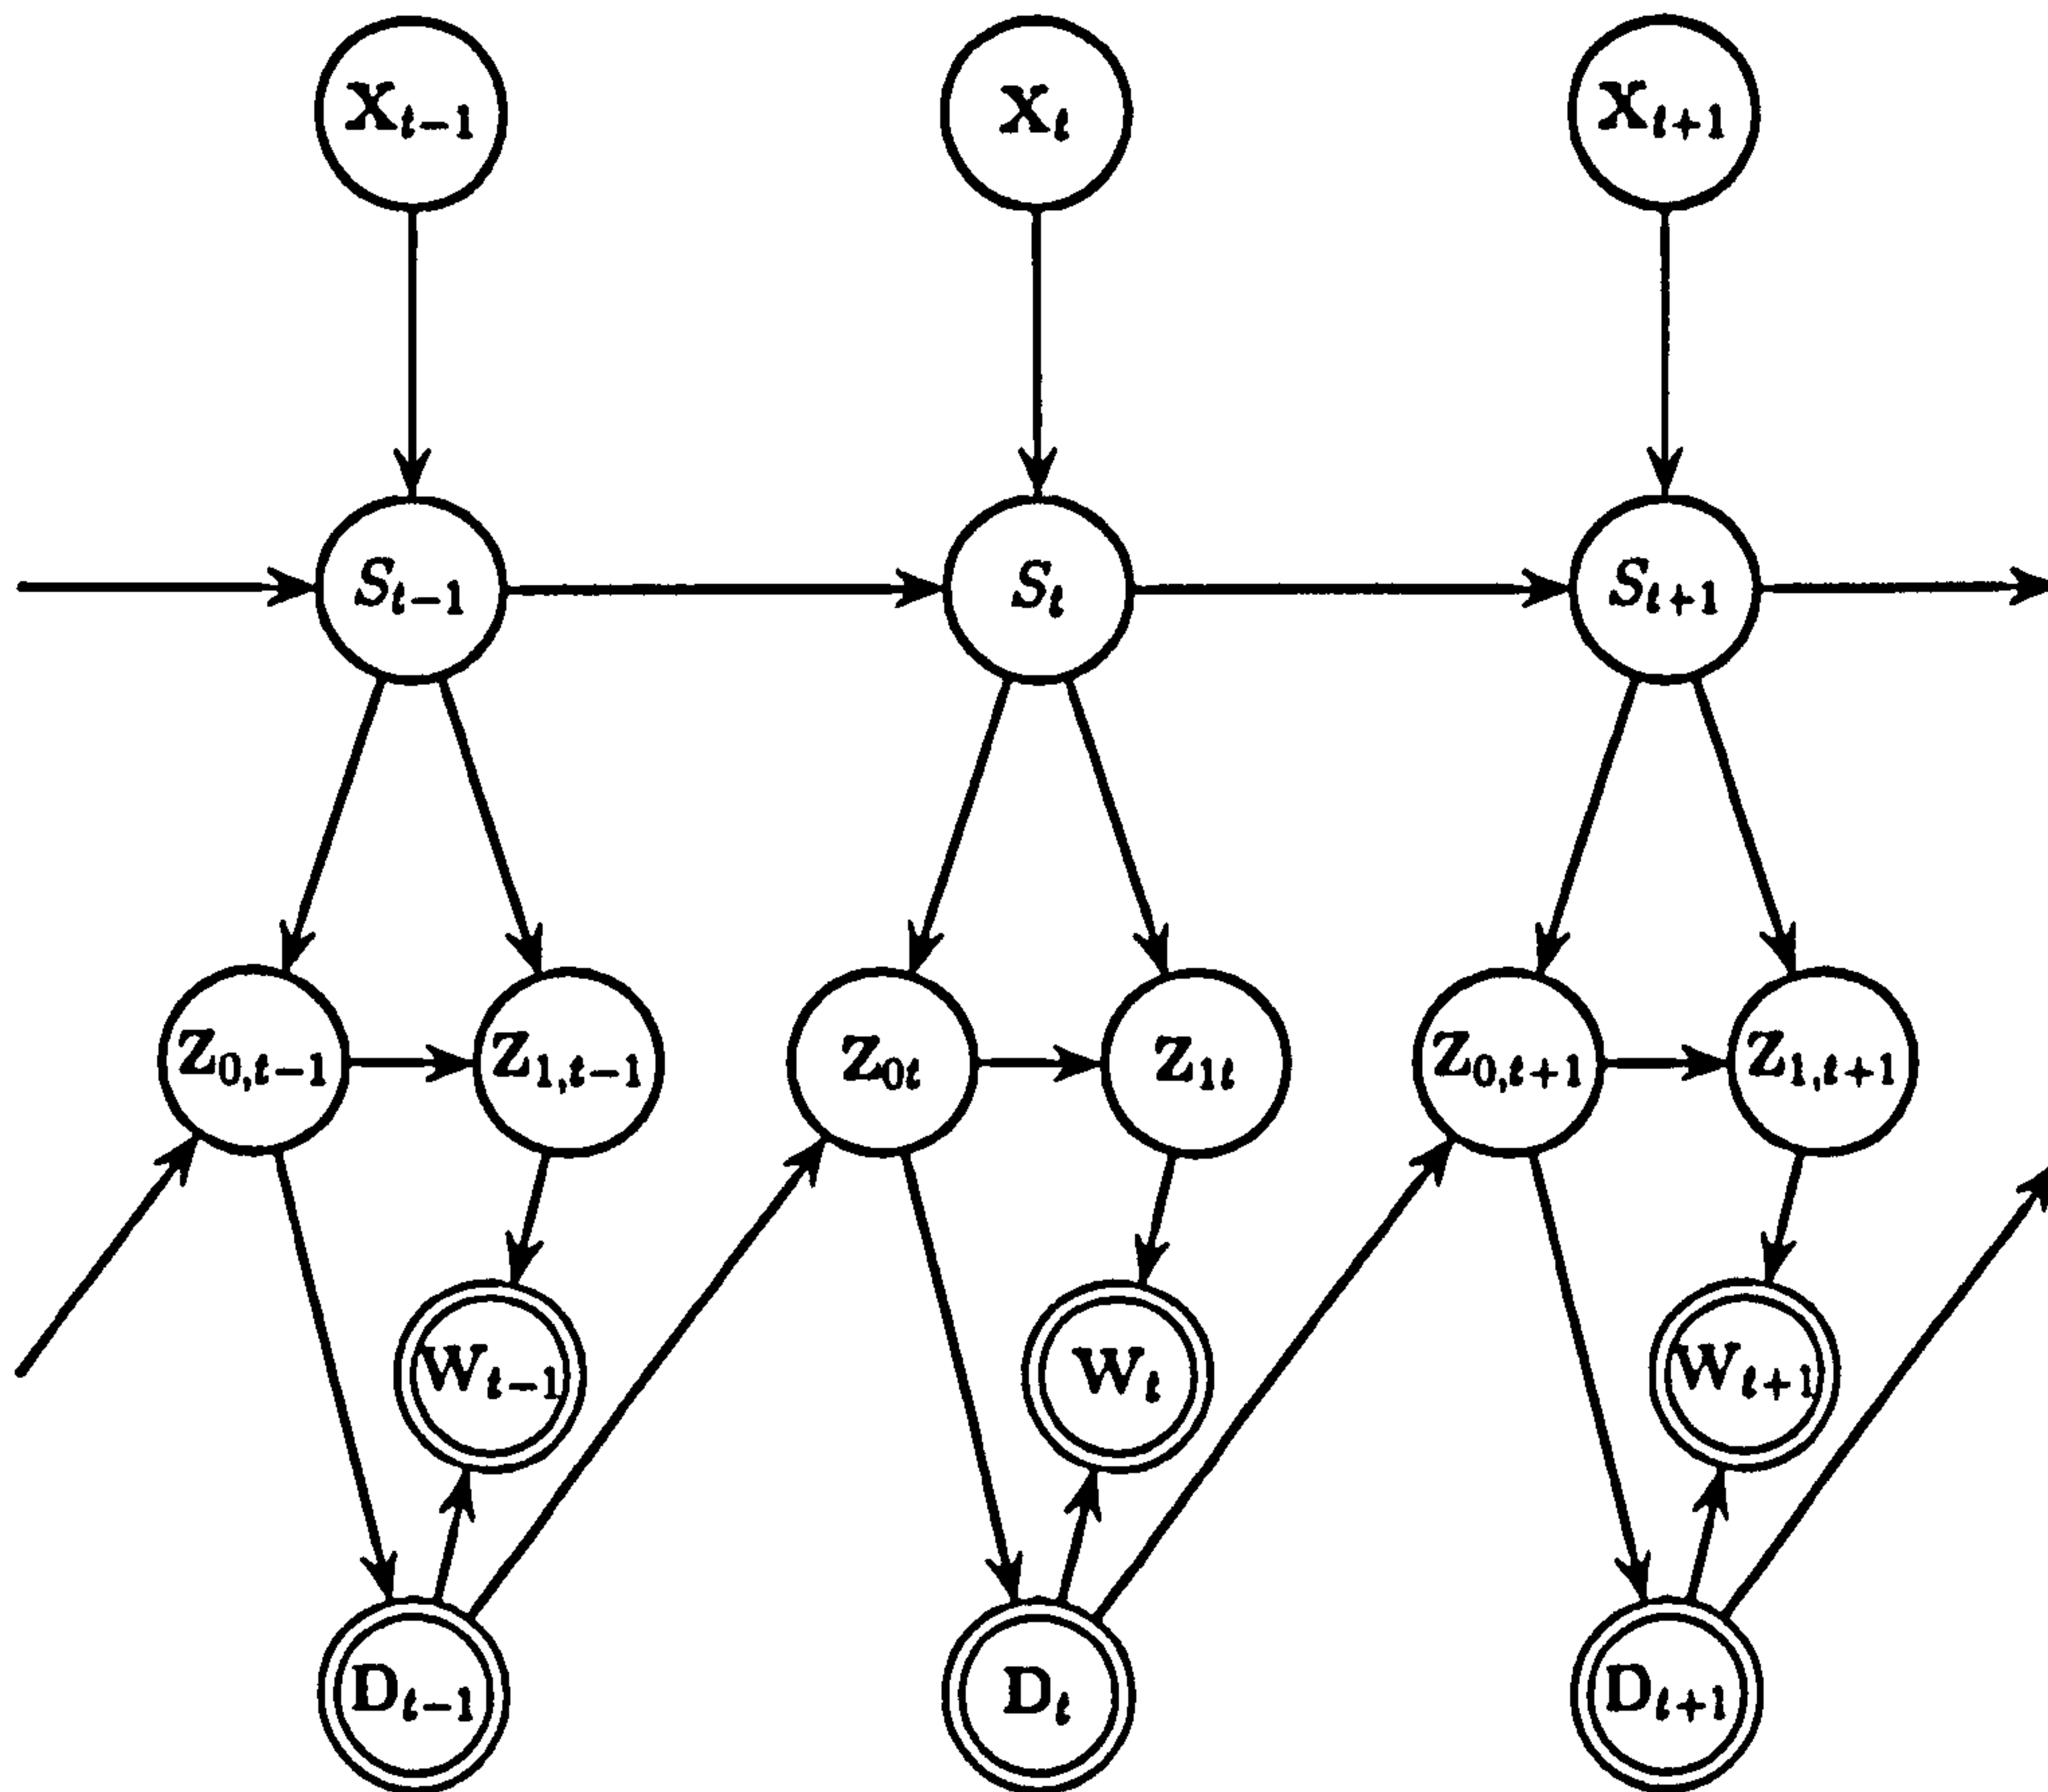 X_{t-1} X_t X_{t+1}
S_{t-1} S_t S_{t+1}
Z_{0,t-1} Z_{1,t-1} Z_{0t} Z_{1t} Z_{0,t+1} Z_{1,t+1}
W_{t-1} W_t W_{t+1}
D_{t-1} D_t D_{t+1}